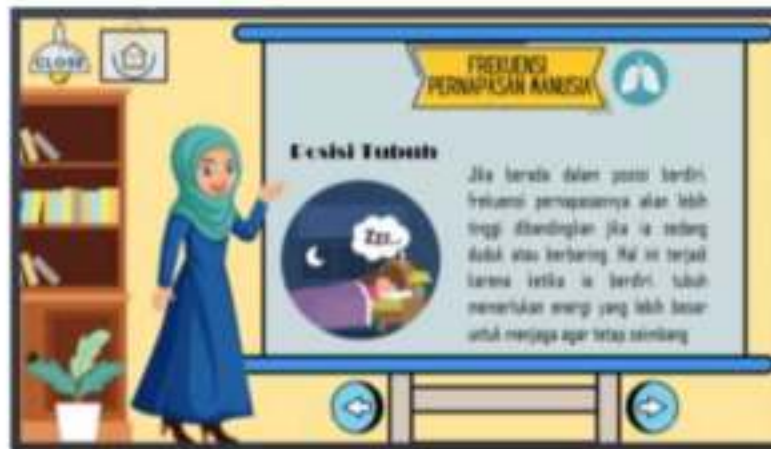 CLOSE
FREKUENSI
PERNAPASAN MANUSIA
Posisi Tubuh
Zzz...
Jika berada dalam posisi berdiri,
frekuensi pernapasannya akan lebih
tinggi dibandingkan jika ia sedang
duduk atau berbaring. Hal ini terjadi
karena ketika ia berdiri, tubuh
memerlukan energi yang lebih besar
untuk menjaga agar tetap seimbang